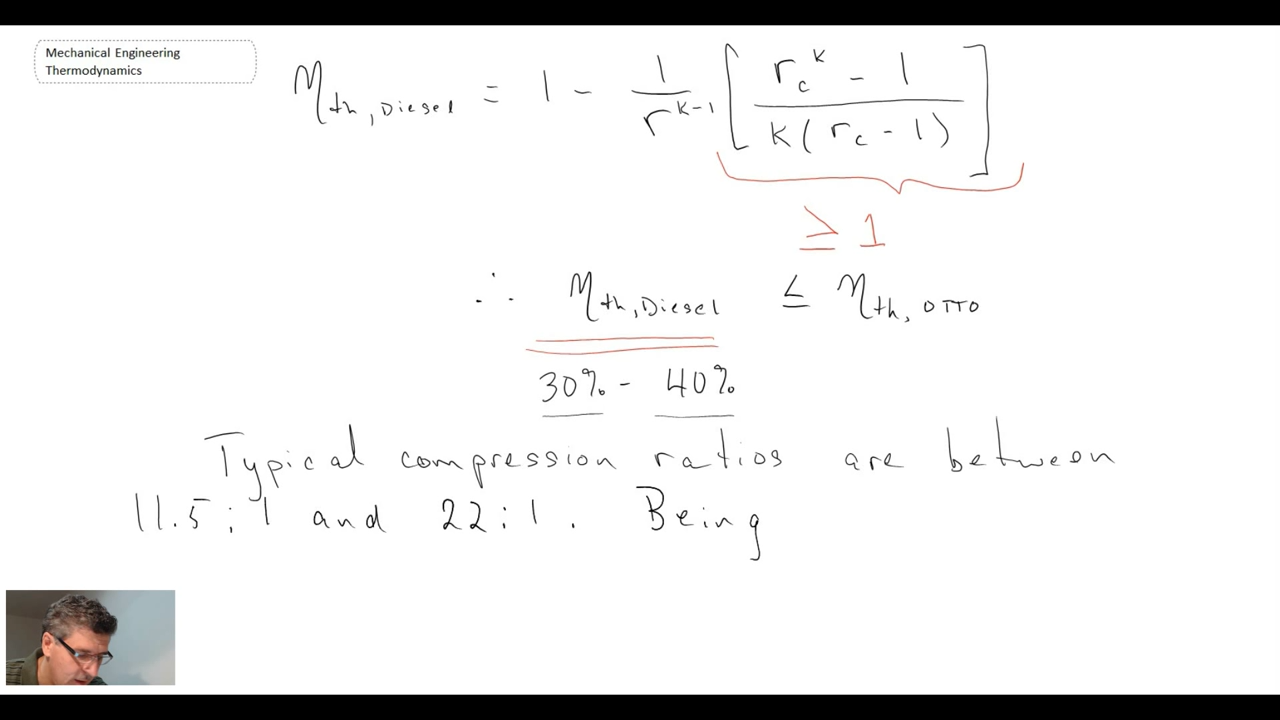 Mechanical Engineering
Thermodynamics
η_th, Diesel = 1 - 1/r^(k-1) [(r_c^k - 1)/(k(r_c - 1))]
≥ 1
∴ η_th, Diesel ≤ η_th, OTTO
30% - 40%
Typical compression ratios are between
11.5:1 and 22:1. Being